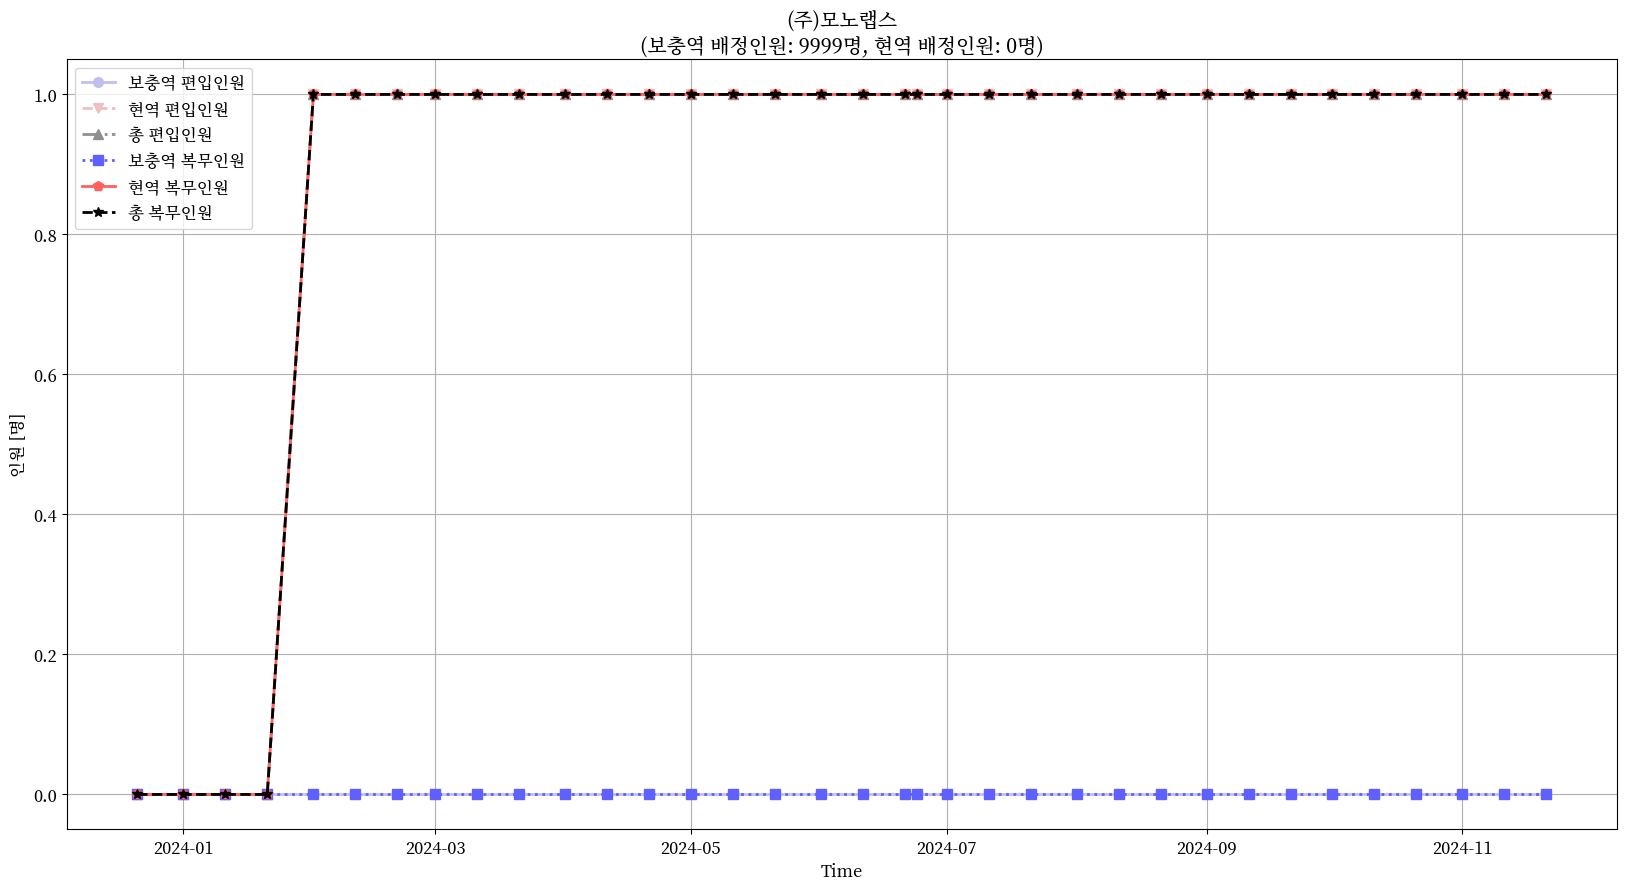 (주)모노랩스
(보충역 배정인원: 9999명, 현역 배정인원: 0명)
보충역 편입인원
현역 편입인원
총 편입인원
보충역 복무인원
현역 복무인원
총 복무인원
1.0
0.8
0.6
0.4
0.2
0.0
인원 [명]
2024-01
2024-03
2024-05
2024-07
2024-09
2024-11
Time